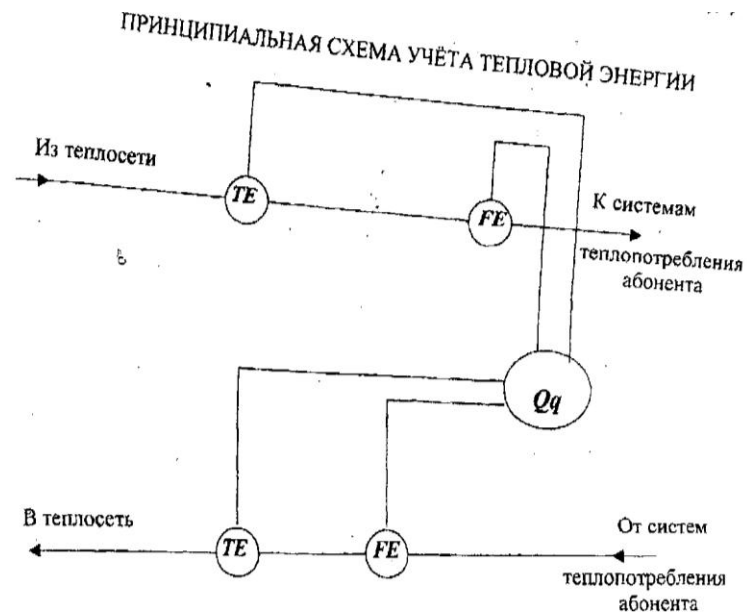 ПРИНЦИПИАЛЬНАЯ СХЕМА УЧЁТА ТЕПЛОВОЙ ЭНЕРГИИ
Из теплосети
TE
FE
К системам
теплопотребления
абонента
Qq
В теплосеть
TE
FE
От систем
теплопотребления
абонента